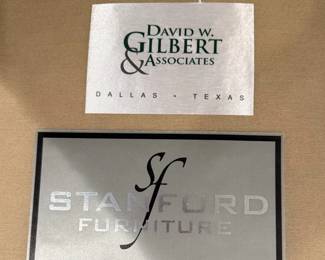 DAVID W.
GILBERT
& ASSOCIATES
DALLAS • TEXAS
sf
STANFORD
FURNITURE